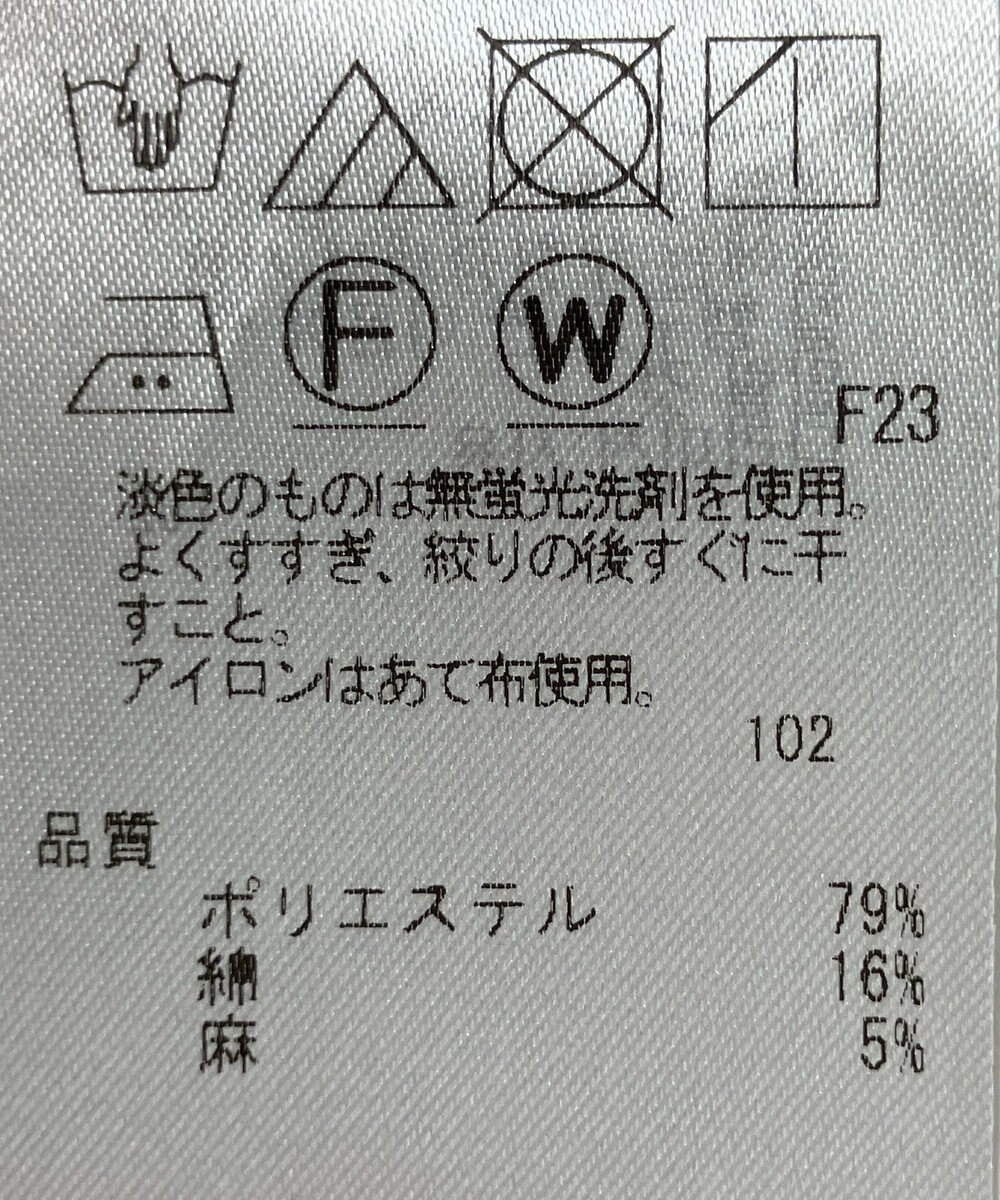 F W
F23
淡色のものは無蛍光洗剤を使用。
よくすすぎ、絞りの後すぐに干
すこと。
アイロンはあて布使用。
102
品質
ポリエステル 79%
綿 16%
麻 5%